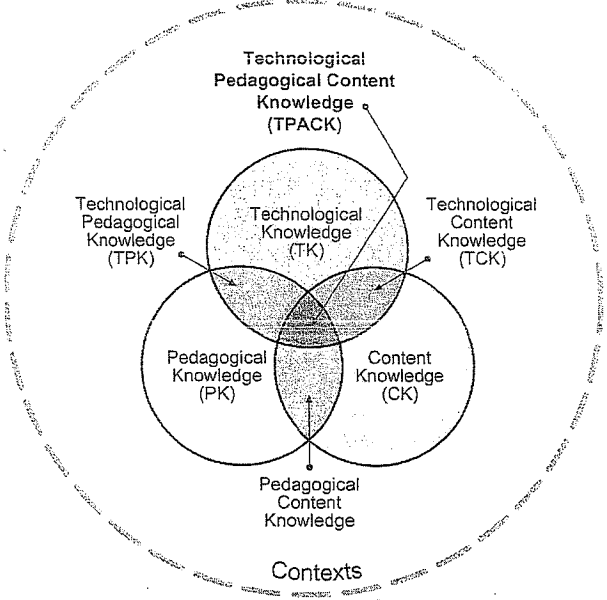 Technological
Pedagogical Content
Knowledge
(TPACK)
Technological
Pedagogical
Knowledge
(TPK)
Technological
Knowledge
(TK)
Technological
Content
Knowledge
(TCK)
Pedagogical
Knowledge
(PK)
Content
Knowledge
(CK)
Pedagogical
Content
Knowledge
Contexts